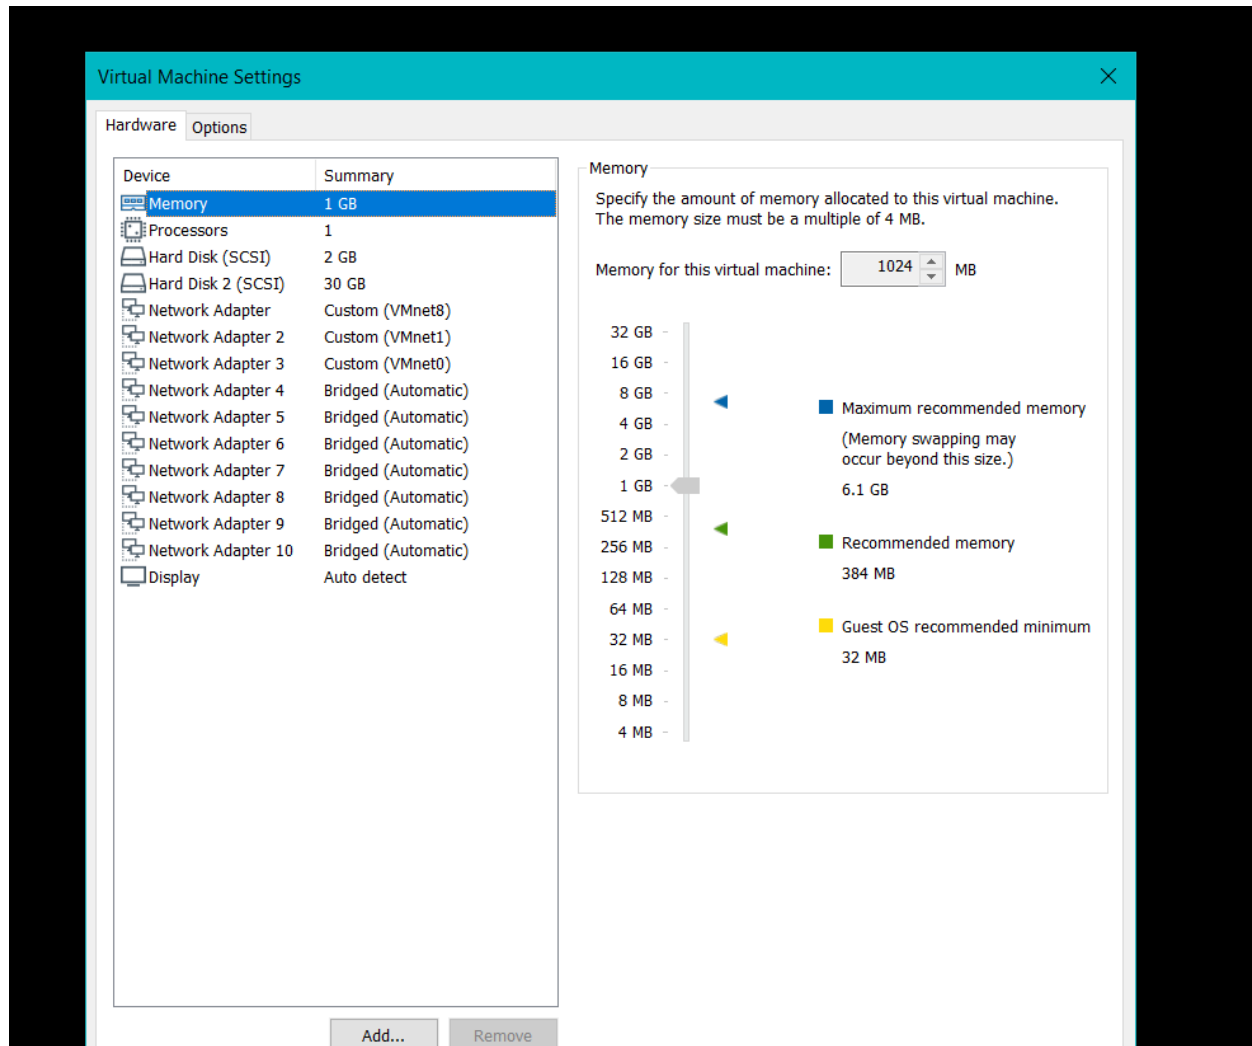 Virtual Machine Settings
Hardware Options
Device Summary
Memory 1 GB
Processors 1
Hard Disk (SCSI) 2 GB
Hard Disk 2 (SCSI) 30 GB
Network Adapter Custom (VMnet8)
Network Adapter 2 Custom (VMnet1)
Network Adapter 3 Custom (VMnet0)
Network Adapter 4 Bridged (Automatic)
Network Adapter 5 Bridged (Automatic)
Network Adapter 6 Bridged (Automatic)
Network Adapter 7 Bridged (Automatic)
Network Adapter 8 Bridged (Automatic)
Network Adapter 9 Bridged (Automatic)
Network Adapter 10 Bridged (Automatic)
Display Auto detect
Add... Remove
Memory
Specify the amount of memory allocated to this virtual machine.
The memory size must be a multiple of 4 MB.
Memory for this virtual machine: 1024 MB
32 GB
16 GB
8 GB
4 GB
2 GB
1 GB
512 MB
256 MB
128 MB
64 MB
32 MB
16 MB
8 MB
4 MB
Maximum recommended memory
(Memory swapping may
occur beyond this size.)
6.1 GB
Recommended memory
384 MB
Guest OS recommended minimum
32 MB